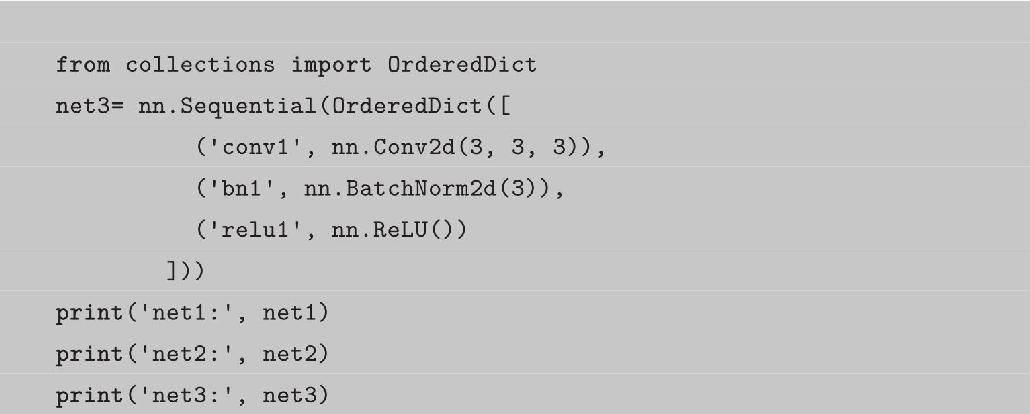 from collections import OrderedDict
net3= nn.Sequential(OrderedDict([
('conv1', nn.Conv2d(3, 3, 3)),
('bn1', nn.BatchNorm2d(3)),
('relu1', nn.ReLU())
]))
print('net1:', net1)
print('net2:', net2)
print('net3:', net3)